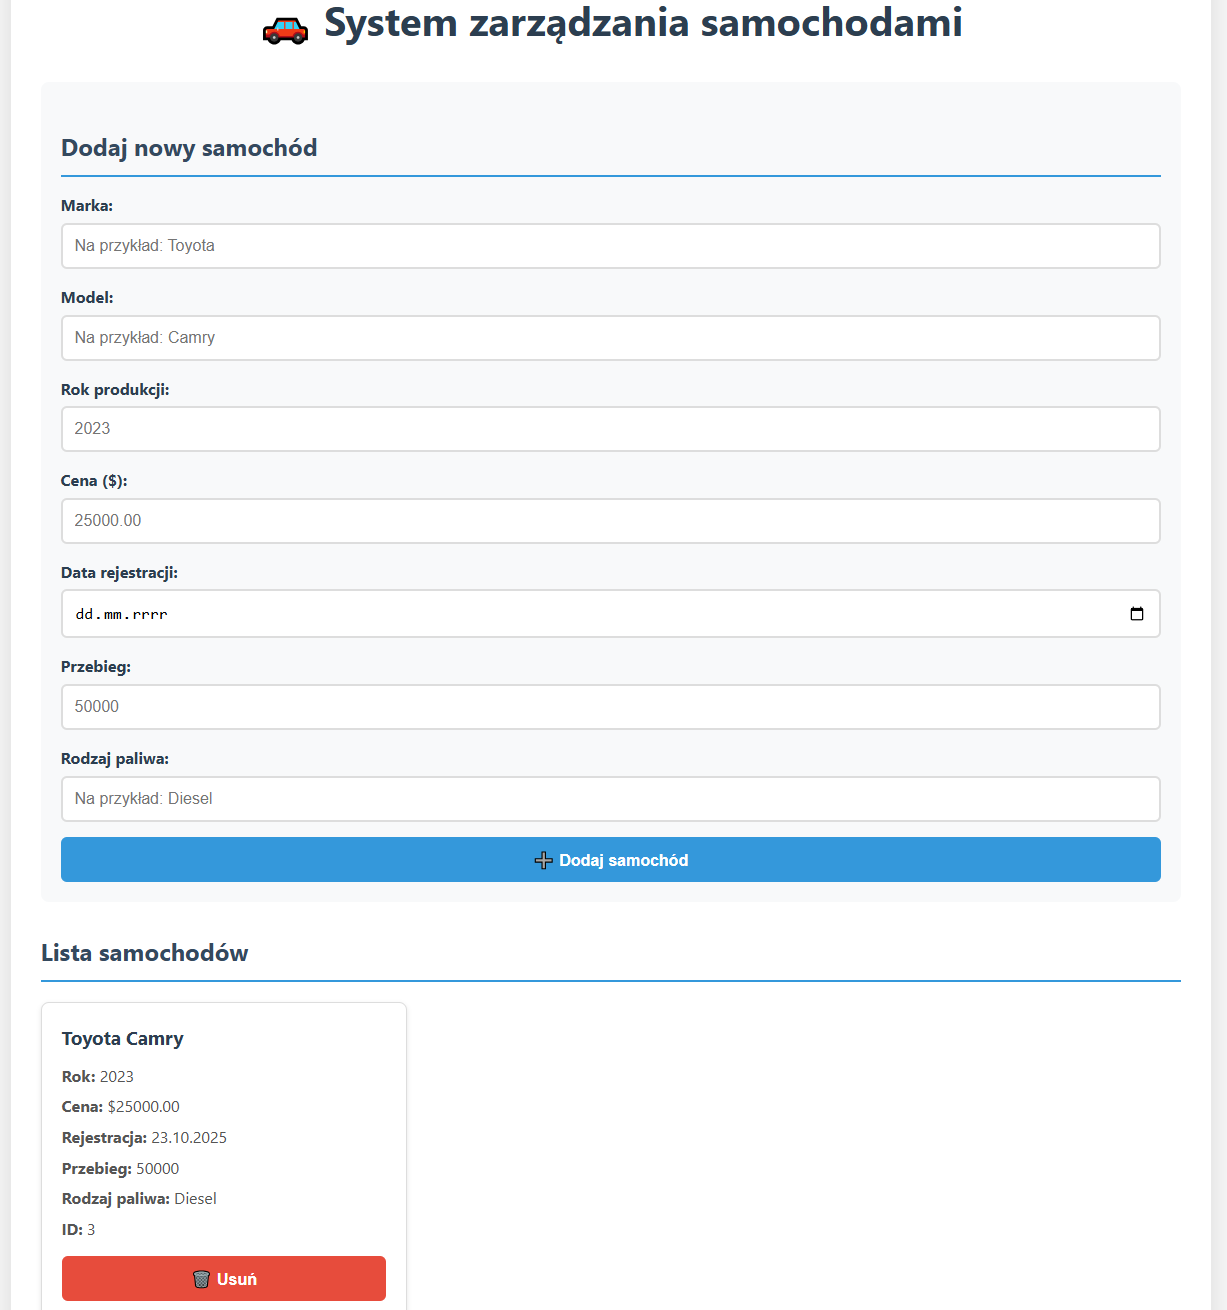 System zarządzania samochodami
Dodaj nowy samochód
Marka:
Na przykład: Toyota
Model:
Na przykład: Camry
Rok produkcji:
2023
Cena ($):
25000.00
Data rejestracji:
dd.mm.rrrr
Przebieg:
50000
Rodzaj paliwa:
Na przykład: Diesel
➕ Dodaj samochód
Lista samochodów
Toyota Camry
Rok: 2023
Cena: $25000.00
Rejestracja: 23.10.2025
Przebieg: 50000
Rodzaj paliwa: Diesel
ID: 3
Usuń